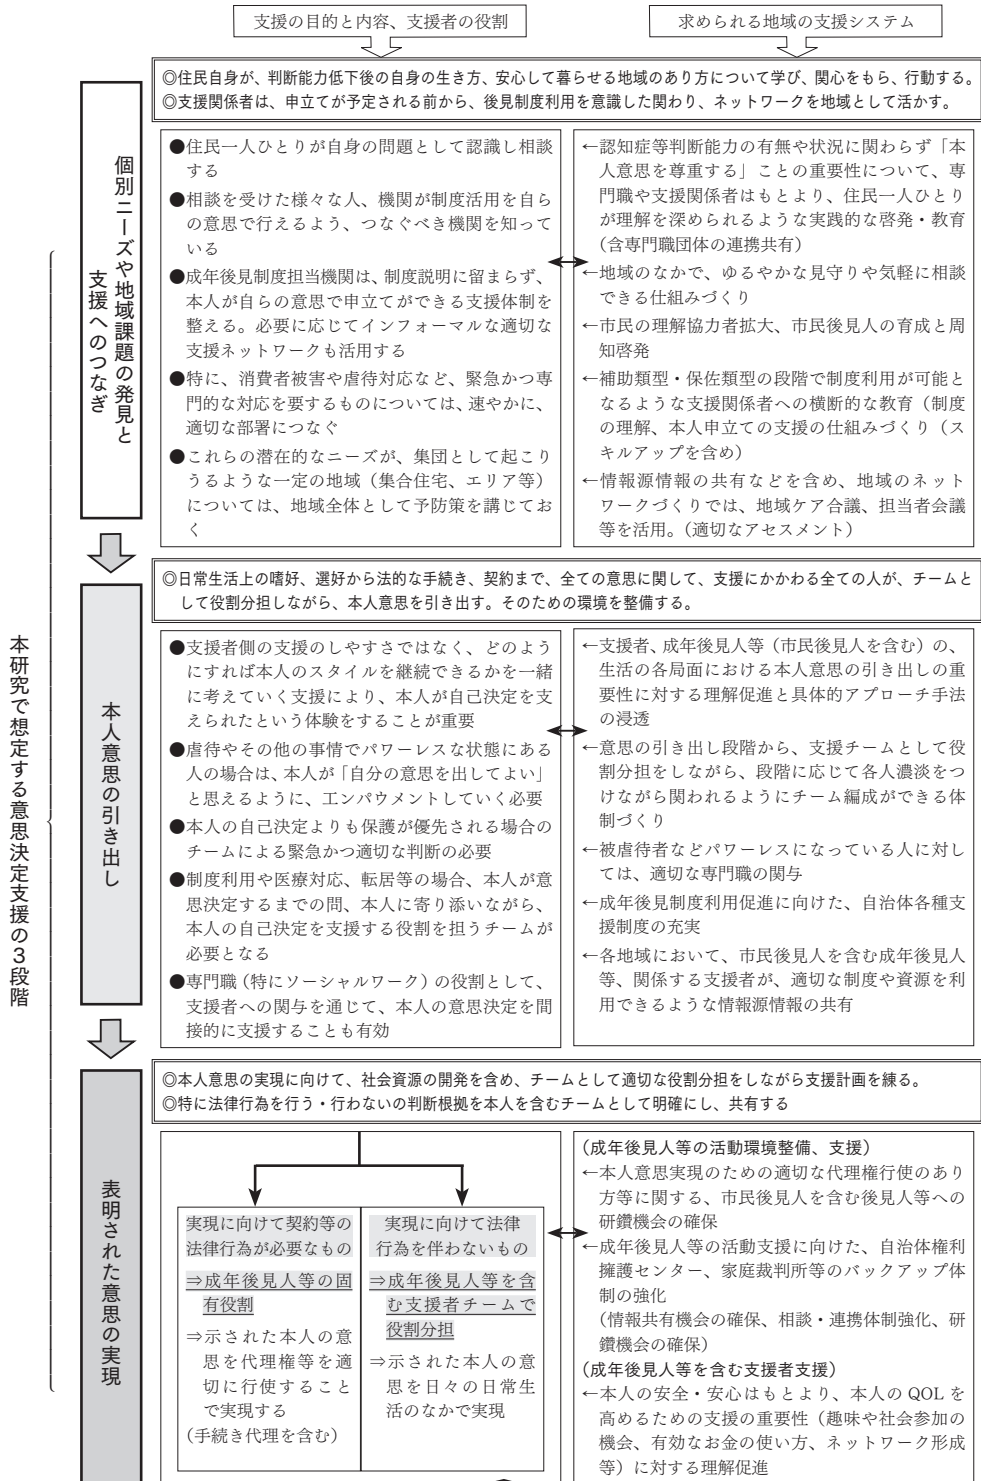 支援の目的と内容、支援者の役割
求められる地域の支援システム
本研究で想定する意思決定支援の3段階
個別ニーズや地域課題の発見と
支援へのつなぎ
◎住民自身が、判断能力低下後の自身の生き方、安心して暮らせる地域のあり方について学び、関心をもら、行動する。
◎支援関係者は、申立てが予定される前から、後見制度利用を意識した関わり、ネットワークを地域として活かす。
●住民一人ひとりが自身の問題として認識し相談
する
●相談を受けた様々な人、機関が制度活用を自ら
の意思で行えるよう、つなぐべき機関を知って
いる
●成年後見制度担当機関は、制度説明に留まらず、
本人が自らの意思で申立てができる支援体制を
整える。必要に応じてインフォーマルな適切な
支援ネットワークも活用する
●特に、消費者被害や虐待対応など、緊急かつ専
門的な対応を要するものについては、速やかに、
適切な部署につなぐ
●これらの潜在的なニーズが、集団として起こり
うるような一定の地域（集合住宅、エリア等）
については、地域全体として予防策を講じてお
く
←認知症等判断能力の有無や状況に関わらず「本
人意思を尊重する」ことの重要性について、専
門職や支援関係者はもとより、住民一人ひとり
が理解を深められるような実践的な啓発・教育
（含専門職団体の連携共有）
←地域のなかで、ゆるやかな見守りや気軽に相談
できる仕組みづくり
←市民の理解協力者拡大、市民後見人の育成と周
知啓発
←補助類型・保佐類型の段階で制度利用が可能と
なるような支援関係者への横断的な教育（制度
の理解、本人申立ての支援の仕組みづくり（ス
キルアップを含め）
←情報源情報の共有などを含め、地域のネット
ワークづくりでは、地域ケア合議、担当者会議
等を活用。（適切なアセスメント）
本人意思の引き出し
◎日常生活上の嗜好、選好から法的な手続き、契約まで、全ての意思に関して、支援にかかわる全ての人が、チームと
して役割分担しながら、本人意思を引き出す。そのための環境を整備する。
●支援者側の支援のしやすさではなく、どのよう
にすれば本人のスタイルを継続できるかを一緒
に考えていく支援により、本人が自己決定を支
えられたという体験をすることが重要
●虐待やその他の事情でパワーレスな状態にある
人の場合は、本人が「自分の意思を出してよい」
と思えるように、エンパウメントしていく必要
●本人の自己決定よりも保護が優先される場合の
チームによる緊急かつ適切な判断の必要
●制度利用や医療対応、転居等の場合、本人が意
思決定するまでの間、本人に寄り添いながら、
本人の自己決定を支援する役割を担うチームが
必要となる
●専門職（特にソーシャルワーク）の役割として、
支援者への関与を通じて、本人の意思決定を間
接的に支援することも有効
←支援者、成年後見人等（市民後見人を含む）の、
生活の各局面における本人意思の引き出しの重
要性に対する理解促進と具体的アプローチ手法
の浸透
←意思の引き出し段階から、支援チームとして役
割分担をしながら、段階に応じて各人濃淡をつ
けながら関われるようにチーム編成ができる体
制づくり
←被虐待者などパワーレスになっている人に対し
ては、適切な専門職の関与
←成年後見制度利用促進に向けた、自治体各種支
援制度の充実
←各地域において、市民後見人を含む成年後見人
等、関係する支援者が、適切な制度や資源を利
用できるような情報源情報の共有
表明された意思の実現
◎本人意思の実現に向けて、社会資源の開発を含め、チームとして適切な役割分担をしながら支援計画を練る。
◎特に法律行為を行う・行わないの判断根拠を本人を含むチームとして明確にし、共有する
実現に向けて契約等の
法律行為が必要なもの
⇒成年後見人等の固
有役割
⇒示された本人の意
思を代理権等を適
切に行使すること
で実現する
（手続き代理を含む）
実現に向けて法律
行為を伴わないもの
⇒成年後見人等を含
む支援者チームで
役割分担
⇒示された本人の意
思を日々の日常生
活のなかで実現
（成年後見人等の活動環境整備、支援）
←本人意思実現のための適切な代理権行使のあり
方等に関する、市民後見人を含む後見人等への
研鑽機会の確保
←成年後見人等の活動支援に向けた、自治体権利
擁護センター、家庭裁判所等のバックアップ体
制の強化
（情報共有機会の確保、相談・連携体制強化、研
鑽機会の確保）
（成年後見人等を含む支援者支援）
←本人の安全・安心はもとより、本人の QOL を
高めるための支援の重要性（趣味や社会参加の
機会、有効なお金の使い方、ネットワーク形成
等）に対する理解促進